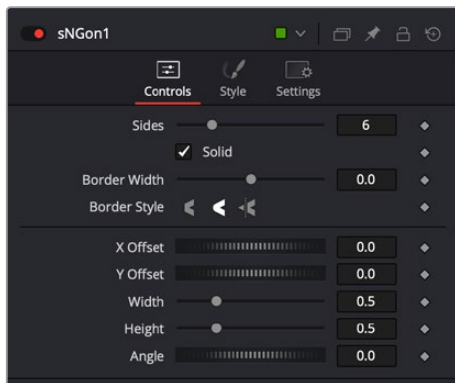 sNGon1
Controls Style Settings
Sides 6
Solid
Border Width 0.0
Border Style
X Offset 0.0
Y Offset 0.0
Width 0.5
Height 0.5
Angle 0.0